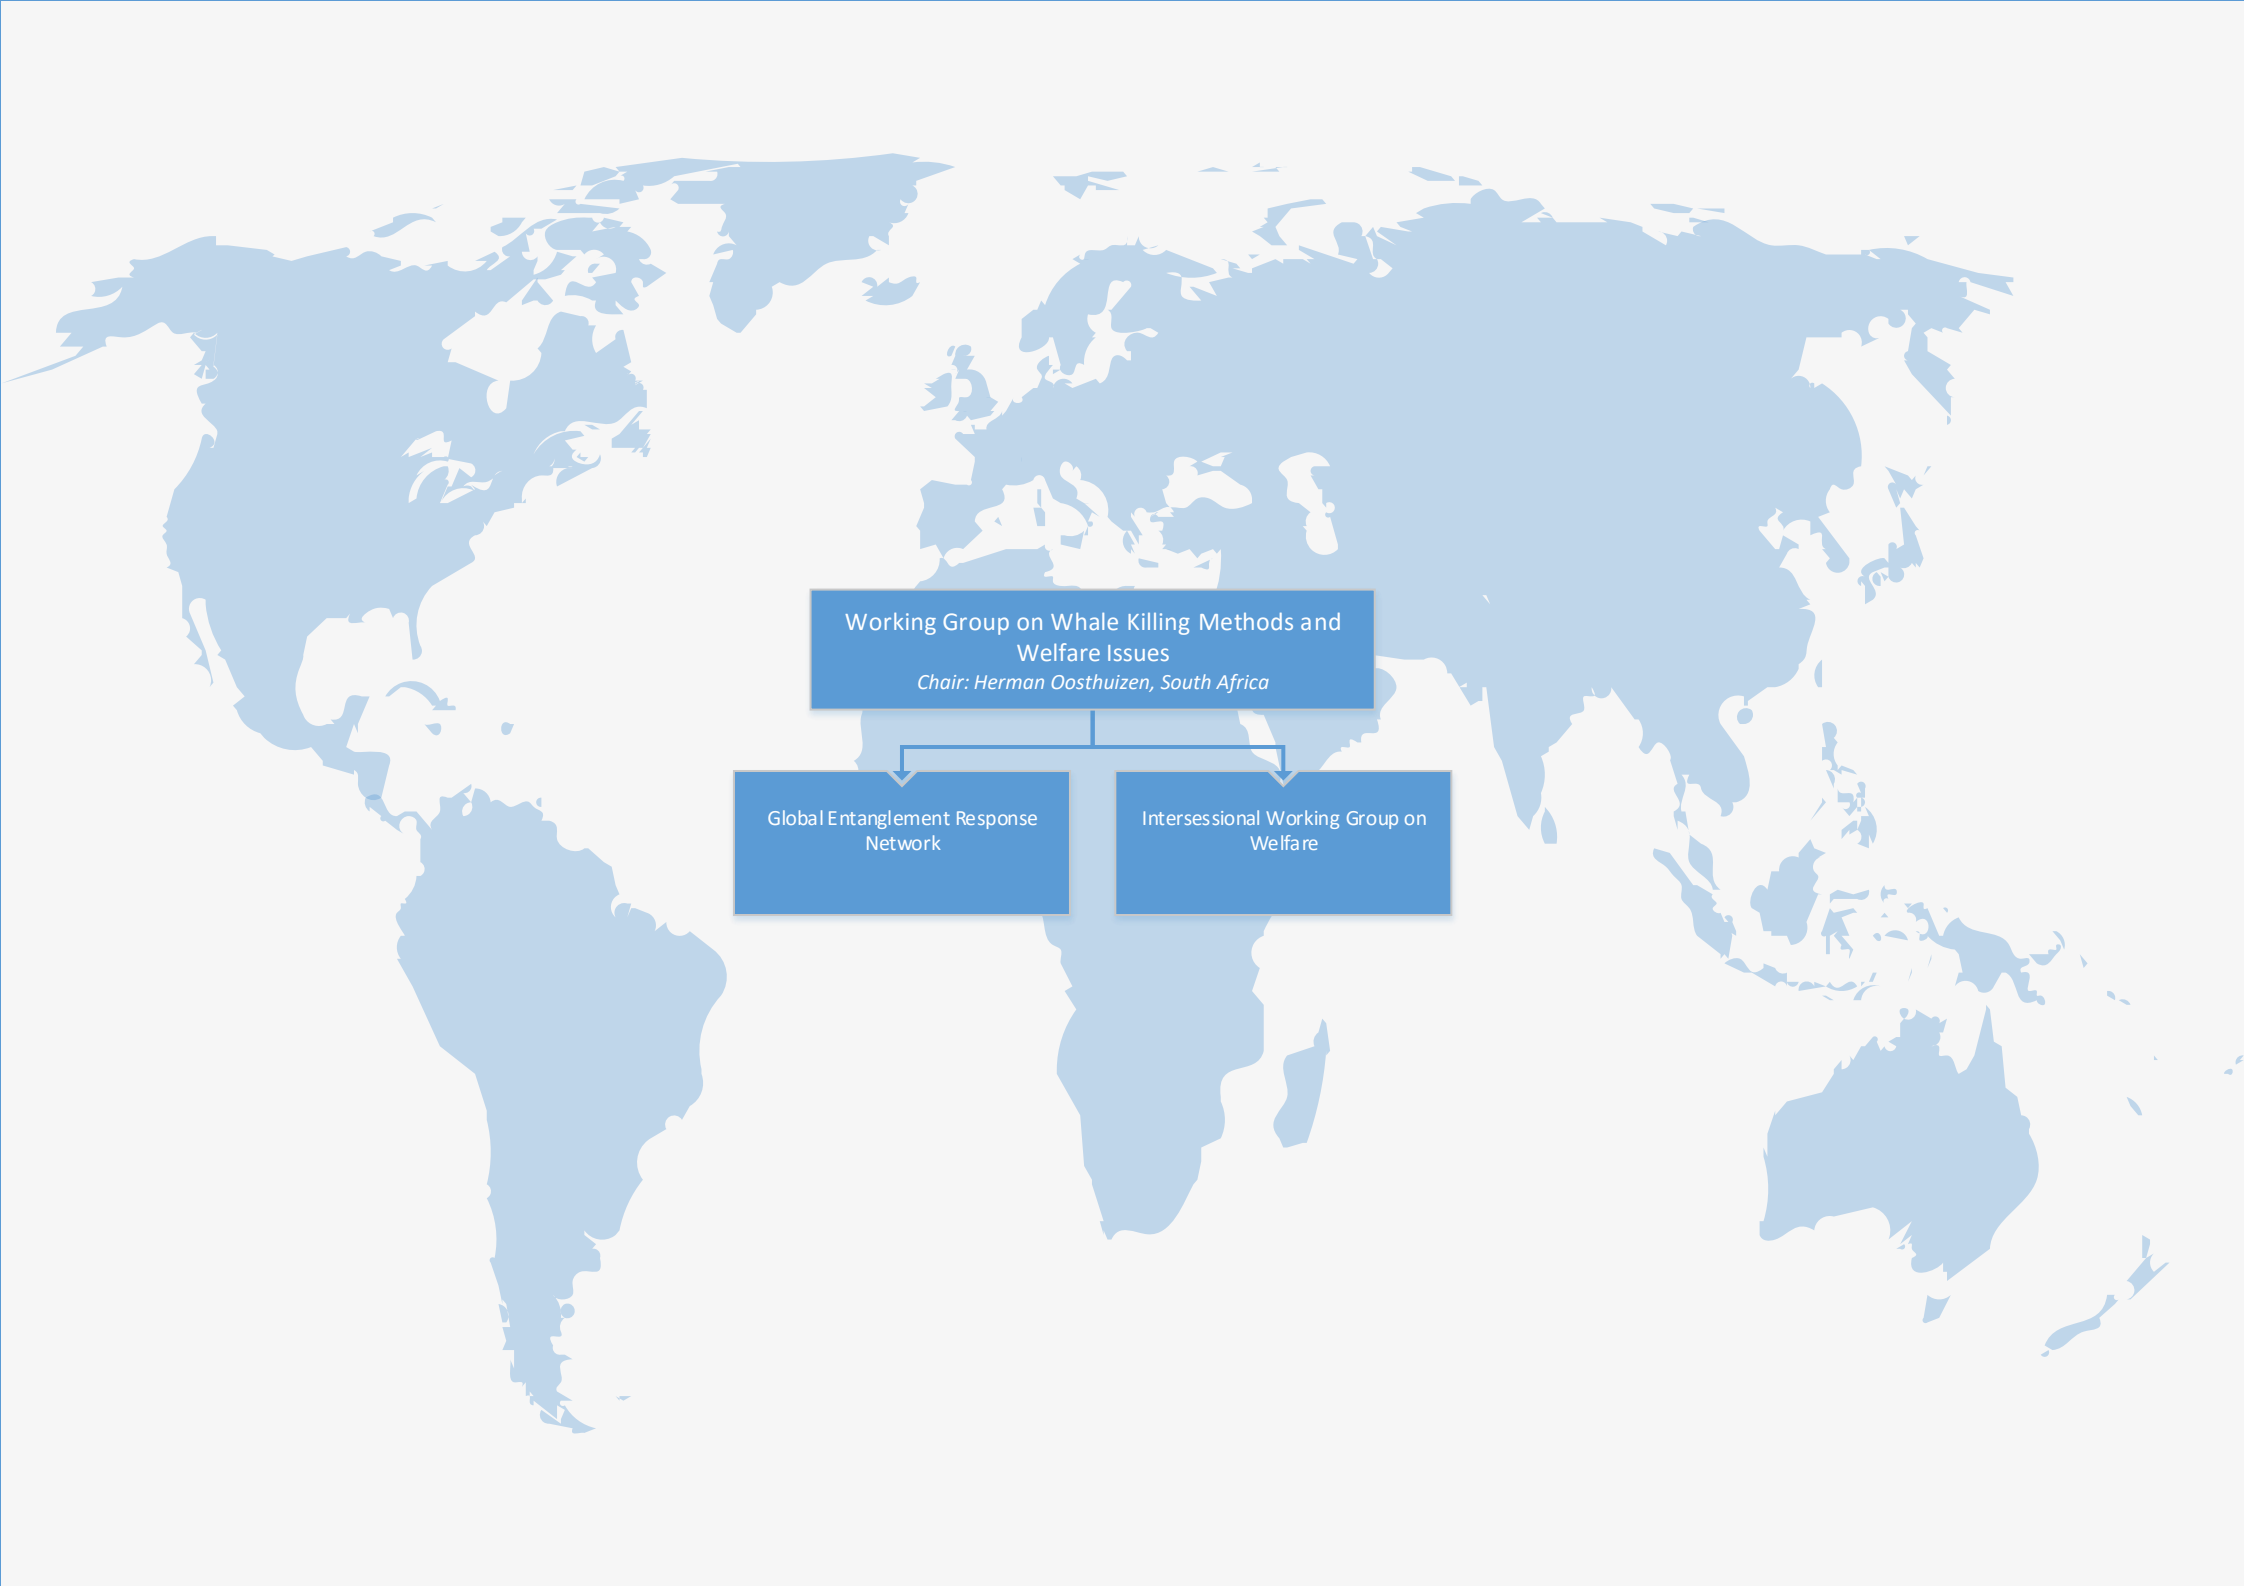 Working Group on Whale Killing Methods and
Welfare Issues
Chair: Herman Oosthuizen, South Africa
Global Entanglement Response
Network
Intersessional Working Group on
Welfare